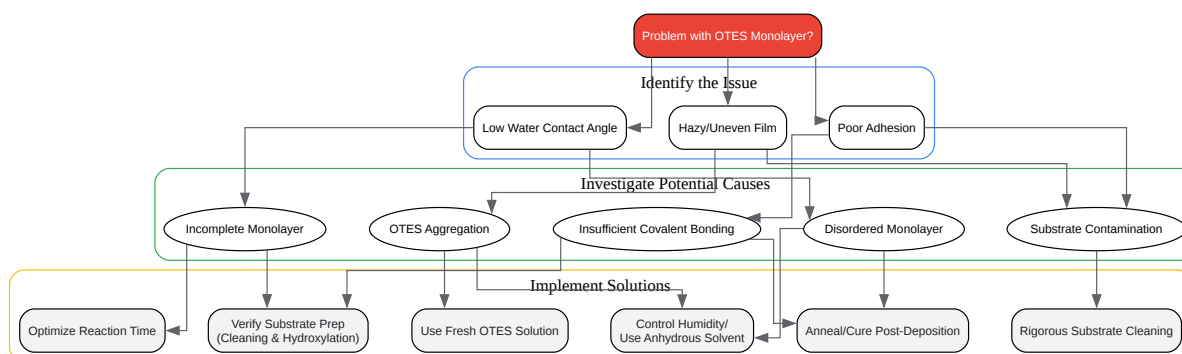 Problem with OTES Monolayer?
Identify the Issue
Low Water Contact Angle
Hazy/Uneven Film
Poor Adhesion
Investigate Potential Causes
Incomplete Monolayer
OTES Aggregation
Insufficient Covalent Bonding
Disordered Monolayer
Substrate Contamination
Implement Solutions
Optimize Reaction Time
Verify Substrate Prep
(Cleaning & Hydroxylation)
Use Fresh OTES Solution
Control Humidity/
Use Anhydrous Solvent
Anneal/Cure Post-Deposition
Rigorous Substrate Cleaning